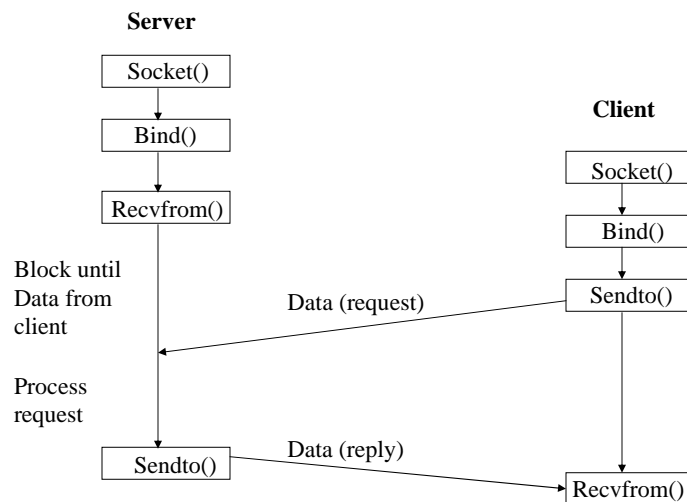 Server
Socket()
Bind()
Recvfrom()
Block until
Data from
client
Process
request
Sendto()
Data (request)
Data (reply)
Client
Socket()
Bind()
Sendto()
Recvfrom()